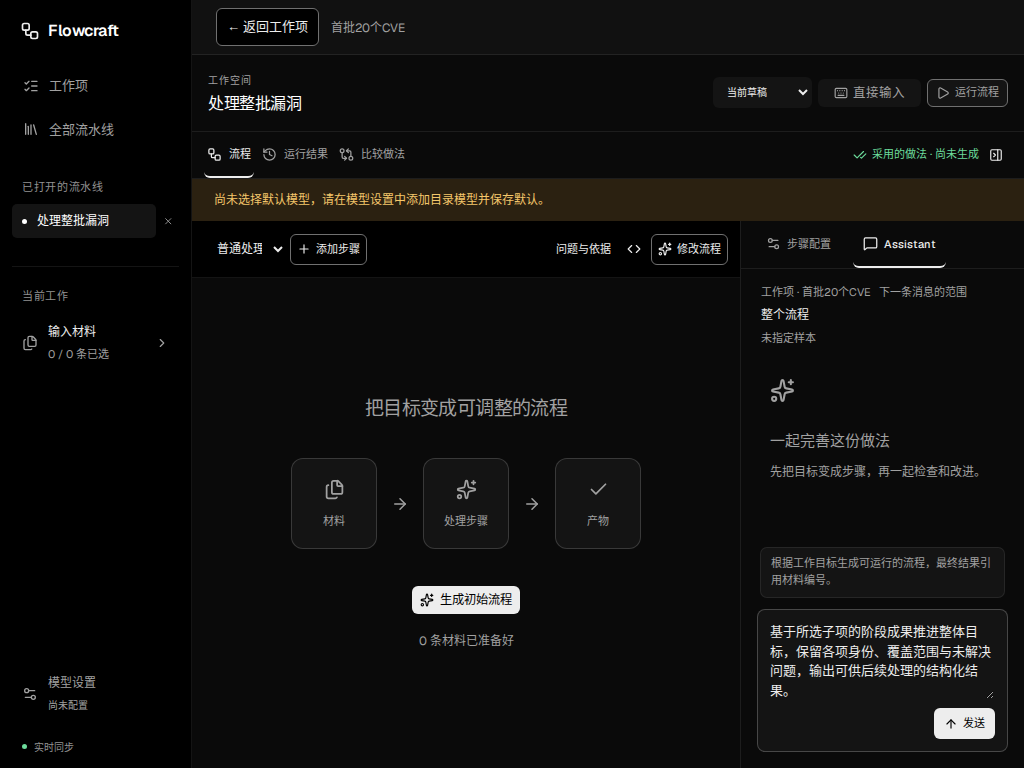 Flowcraft
工作项
全部流水线
已打开的流水线
处理整批漏洞
当前工作
输入材料
0 / 0 条已选
模型设置
尚未配置
实时同步
← 返回工作项
首批20个CVE
工作空间
处理整批漏洞
当前草稿
直接输入
运行流程
流程
运行结果
比较做法
采用的做法 · 尚未生成
尚未选择默认模型，请在模型设置中添加目录模型并保存默认。
普通处理
添加步骤
问题与依据
修改流程
把目标变成可调整的流程
材料
处理步骤
产物
生成初始流程
0 条材料已准备好
步骤配置
Assistant
工作项 · 首批20个CVE 下一条消息的范围
整个流程
未指定样本
一起完善这份做法
先把目标变成步骤，再一起检查和改进。
根据工作目标生成可运行的流程，最终结果引
用材料编号。
基于所选子项的阶段成果推进整体目
标，保留各项身份、覆盖范围与未解决
问题，输出可供后续处理的结构化结
果。
发送